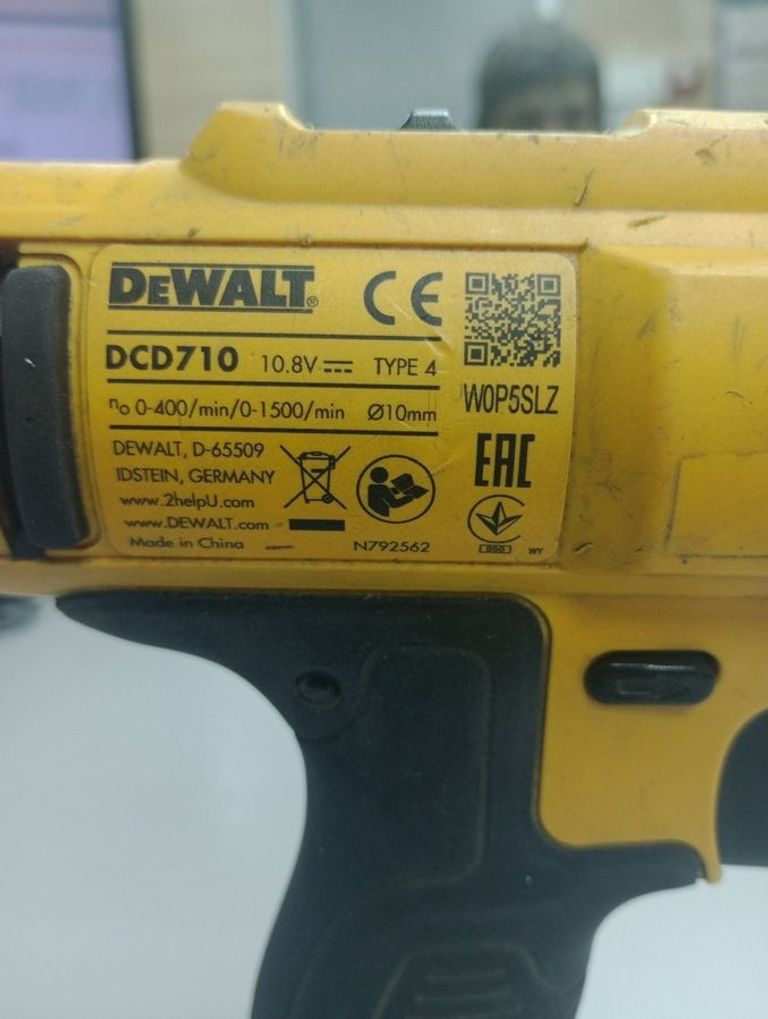 DEWALT® CE
DCD710 10.8V TYPE 4
W0P5SLZ
n₀ 0-400/min/0-1500/min Ø10mm
EAC
DEWALT, D-65509
IDSTEIN, GERMANY
www.2helpU.com
www.DEWALT.com
Made in China
N792562
WY